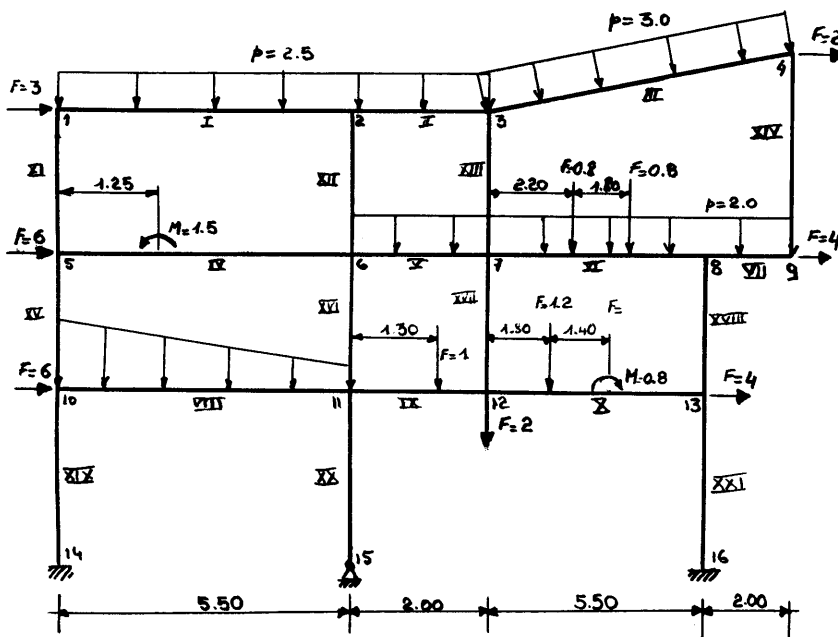 p = 3.0
p = 2.5
F=3
4
F=2
1
I
2
II
3
III
XI
XII
XIII
XIV
1.25
2.20
F=0.8
1.80
F=0.8
M=1.5
p=2.0
F=6
5
IV
6
V
7
VI
8
VII
9
F=4
XV
XVI
XVII
XVIII
1.30
F=1
1.80
F=1.2
1.40
F=
M=0.8
F=6
10
VIII
11
IX
12
X
13
F=4
F=2
XIX
XX
XXI
14
15
16
5.50
2.00
5.50
2.00